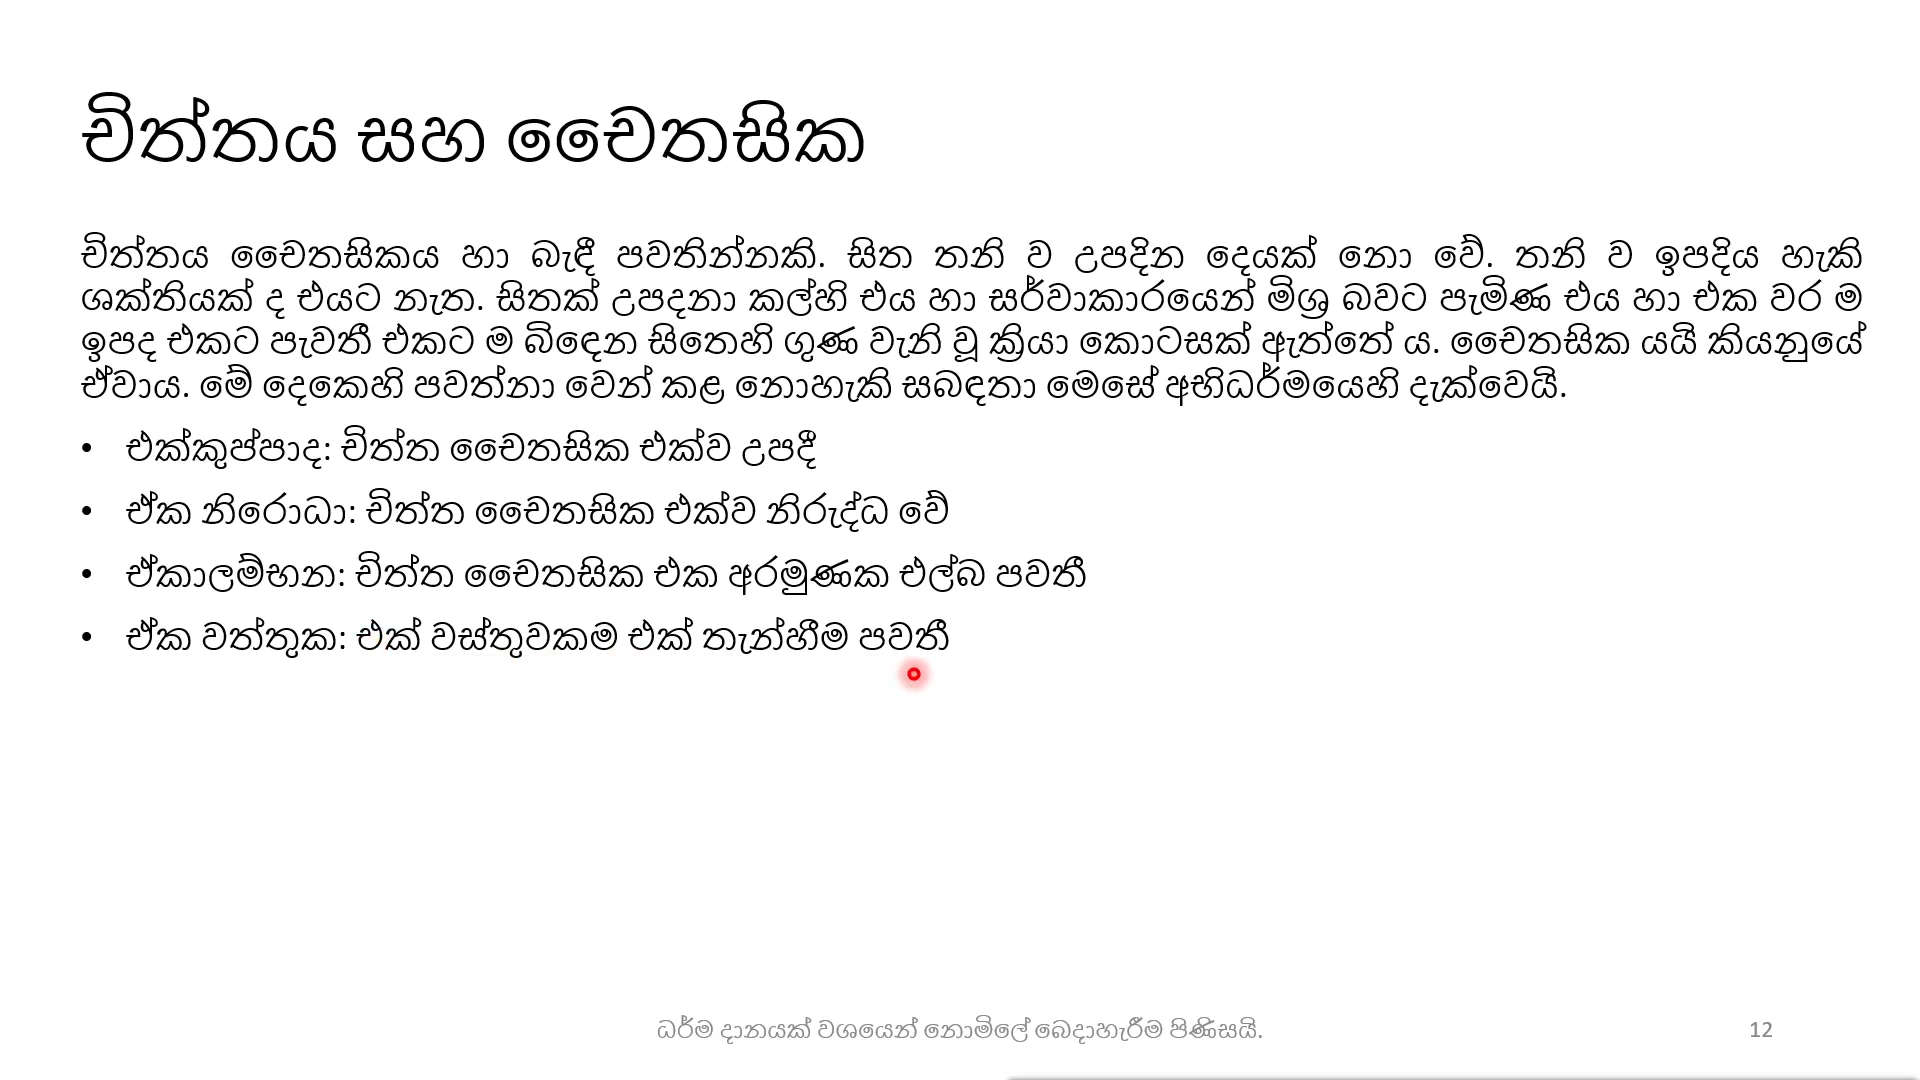 චිත්තය සහ චෛතසික
චිත්තය චෛතසිකය හා බැඳී පවතින්නකි. සිත තනි ව උපදින දෙයක් නො වේ. තනි ව ඉපදිය හැකි
ශක්තියක් ද එයට නැත. සිතක් උපදනා කල්හි එය හා සර්වාකාරයෙන් මිශ්‍ර බවට පැමිණ එය හා එක වර ම
ඉපද එකට පැවතී එකට ම බිඳෙන සිතෙහි ගුණ වැනි වූ ක්‍රියා කොටසක් ඇත්තේ ය. චෛතසික යයි කියනුයේ
ඒවාය. මේ දෙකෙහි පවත්නා වෙන් කළ නොහැකි සබඳතා මෙසේ අභිධර්මයෙහි දැක්වෙයි.
• එක්කුප්පාද: චිත්ත චෛතසික එක්ව උපදී
• ඒක නිරොධා: චිත්ත චෛතසික එක්ව නිරුද්ධ වේ
• ඒකාලම්භන: චිත්ත චෛතසික එක අරමුණක එල්බ පවතී
• ඒක වත්තුක: එක් වස්තුවකම එක් තැන්හීම පවතී
ධර්ම දානයක් වශයෙන් නොමිලේ බෙදාහැරීම පිණිසයි.
12